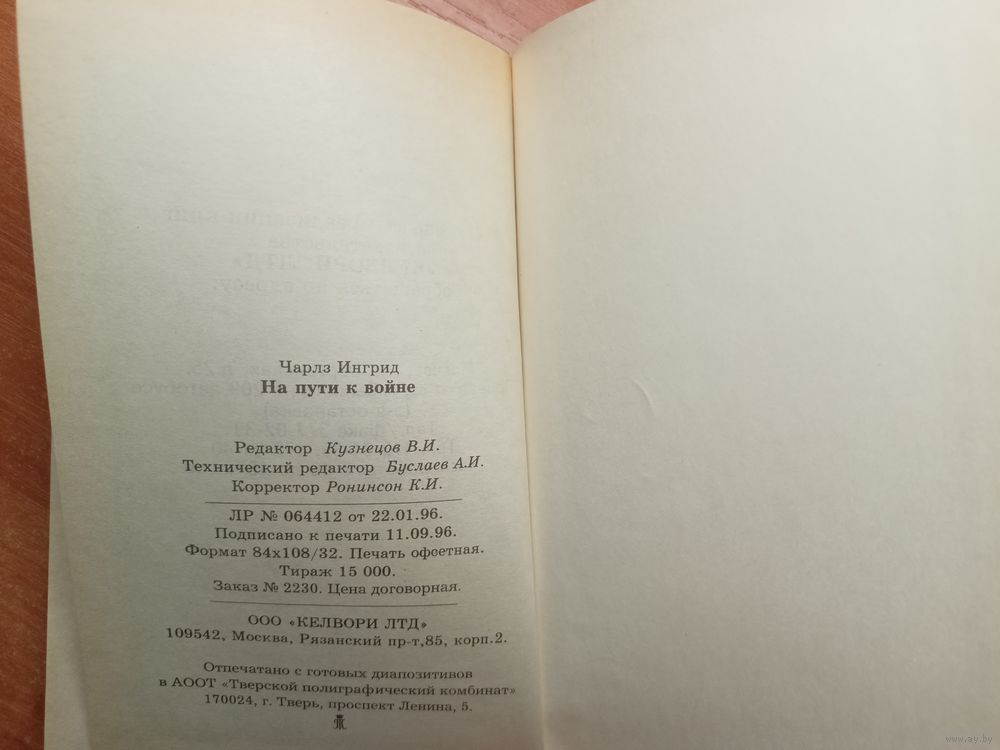 Чарлз Ингрид
На пути к войне
Редактор Кузнецов В.И.
Технический редактор Буслаев А.И.
Корректор Ронинсон К.И.
ЛР № 064412 от 22.01.96.
Подписано к печати 11.09.96.
Формат 84х108/32. Печать офсетная.
Тираж 15 000.
Заказ № 2230. Цена договорная.
ООО «КЕЛВОРИ ЛТД»
109542, Москва, Рязанский пр-т,85, корп.2.
Отпечатано с готовых диапозитивов
в АООТ «Тверской полиграфический комбинат»
170024, г. Тверь, проспект Ленина, 5.
www.ay.by